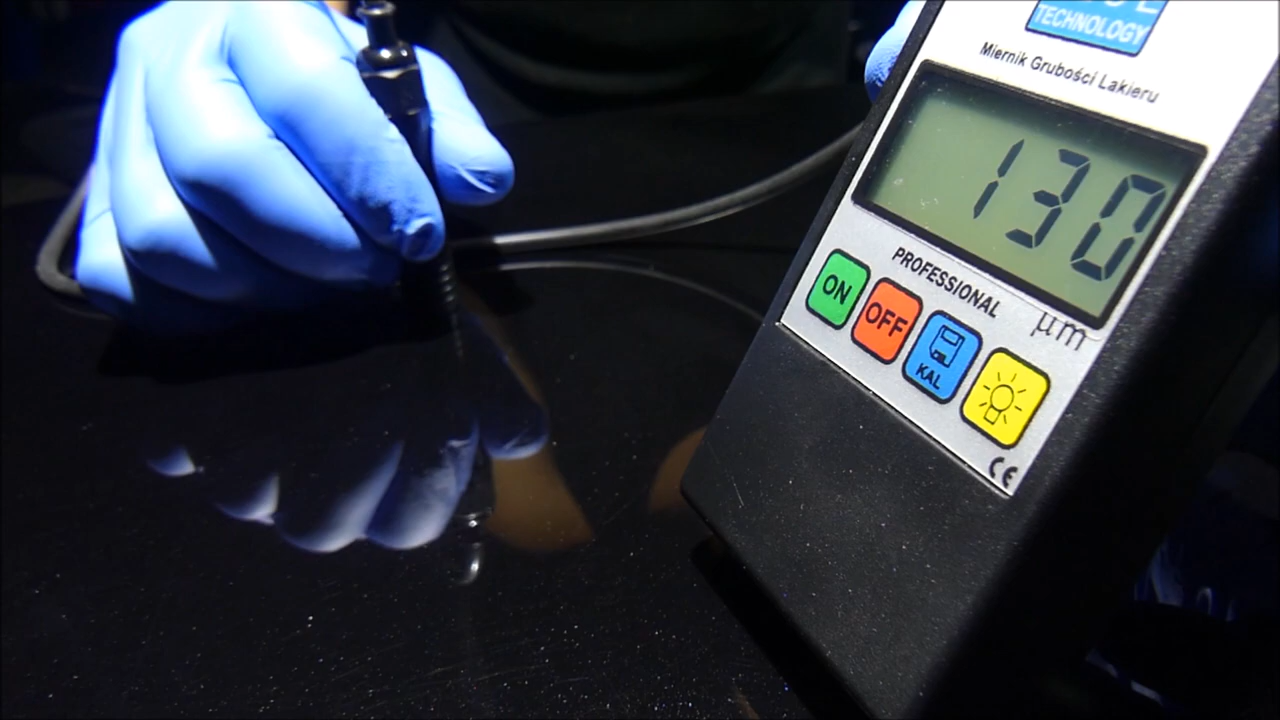 TECHNOLOGY
Miernik Grubości Lakieru
130
PROFESSIONAL
µm
ON
OFF
KAL
CE